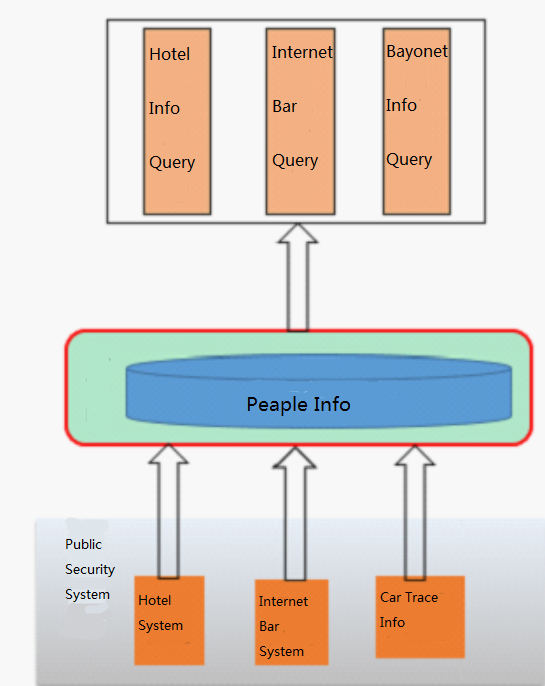 Hotel
Info
Query
Internet
Bar
Query
Bayonet
Info
Query
Peaple Info
Public
Security
System
Hotel
System
Internet
Bar
System
Car Trace
Info